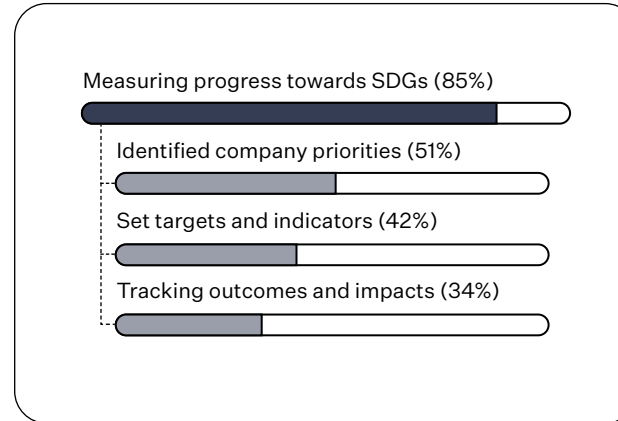 Measuring progress towards SDGs (85%)
Identified company priorities (51%)
Set targets and indicators (42%)
Tracking outcomes and impacts (34%)